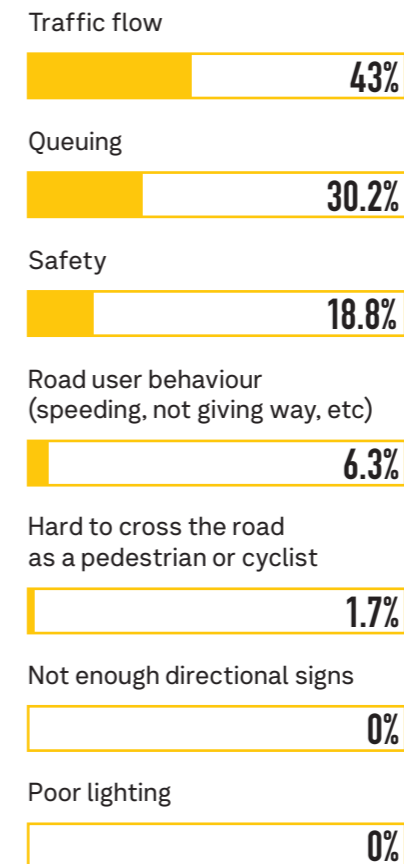 Traffic flow
43%
Queuing
30.2%
Safety
18.8%
Road user behaviour
(speeding, not giving way, etc)
6.3%
Hard to cross the road
as a pedestrian or cyclist
1.7%
Not enough directional signs
0%
Poor lighting
0%